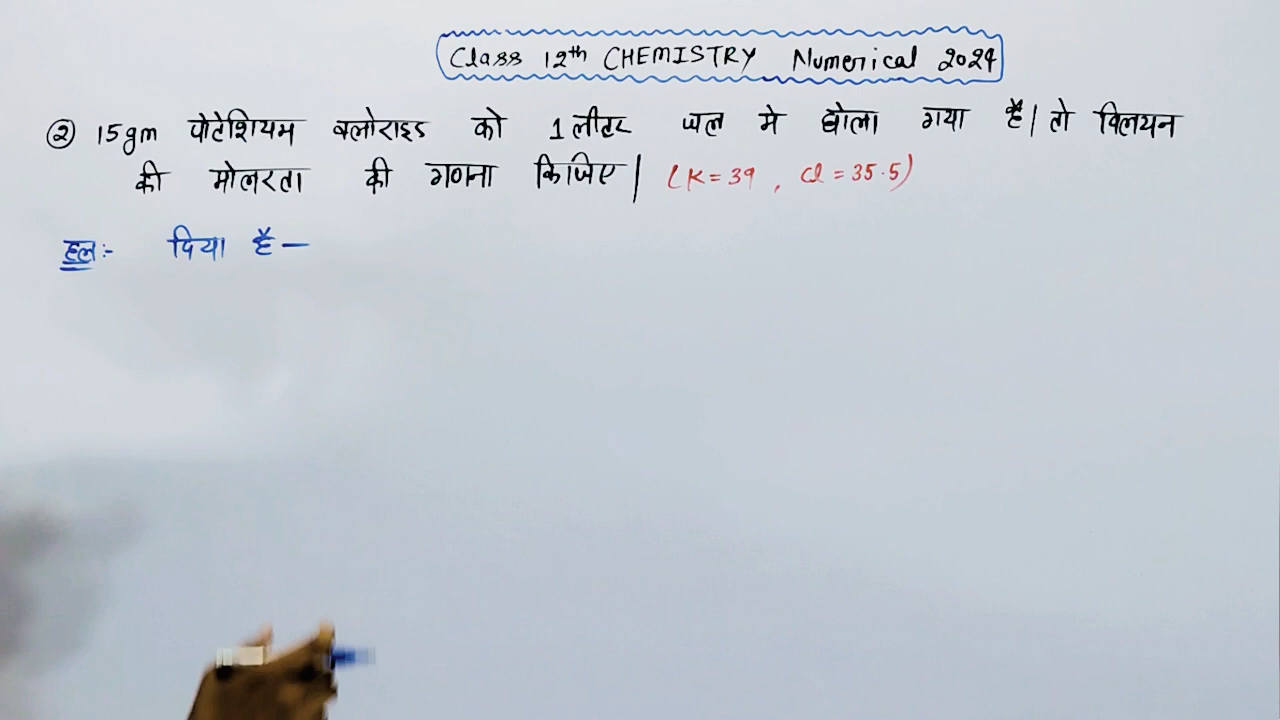 Class 12th CHEMISTRY Numerical 2024
② 15gm पोटेशियम क्लोराइड को 1 लीटर जल मे घोला गया है| तो विलयन
की मोलरता की गणना किजिए| (K=39, Cl=35.5)
हल:- दिया है—